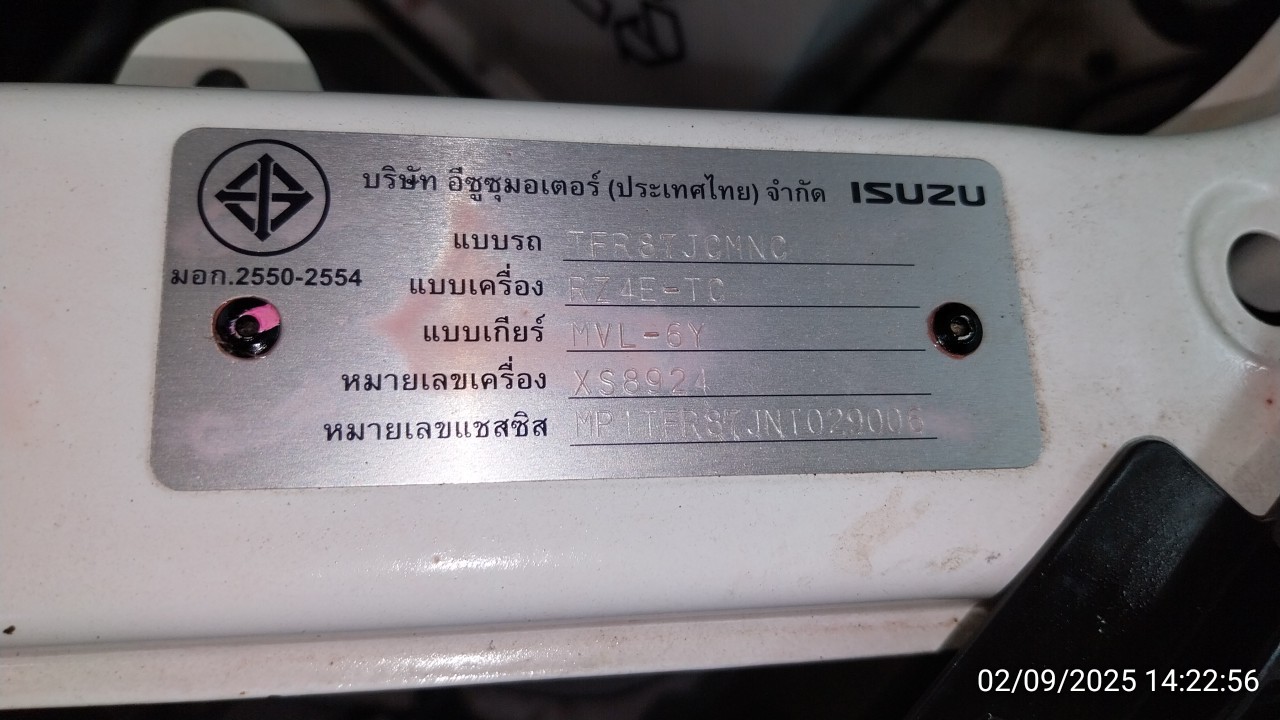 บริษัท อีซูซุมอเตอร์ (ประเทศไทย) จำกัด ISUZU
มอก.2550-2554
แบบรถ TFR87JCMNC
แบบเครื่อง RZ4E-TC
แบบเกียร์ MVL-6Y
หมายเลขเครื่อง XS8924
หมายเลขแชสซิส MP1TFR87JNT029006
02/09/2025 14:22:56